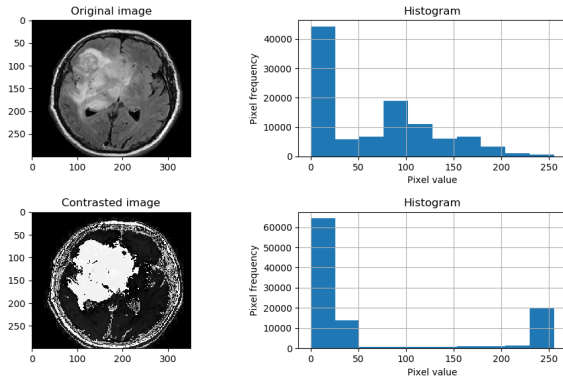 Original image
0
50
100
150
200
250
0 100 200 300
Histogram
Pixel frequency
40000
30000
20000
10000
0
0 50 100 150 200 250
Pixel value
Contrasted image
0
50
100
150
200
250
0 100 200 300
Histogram
Pixel frequency
60000
50000
40000
30000
20000
10000
0
0 50 100 150 200 250
Pixel value